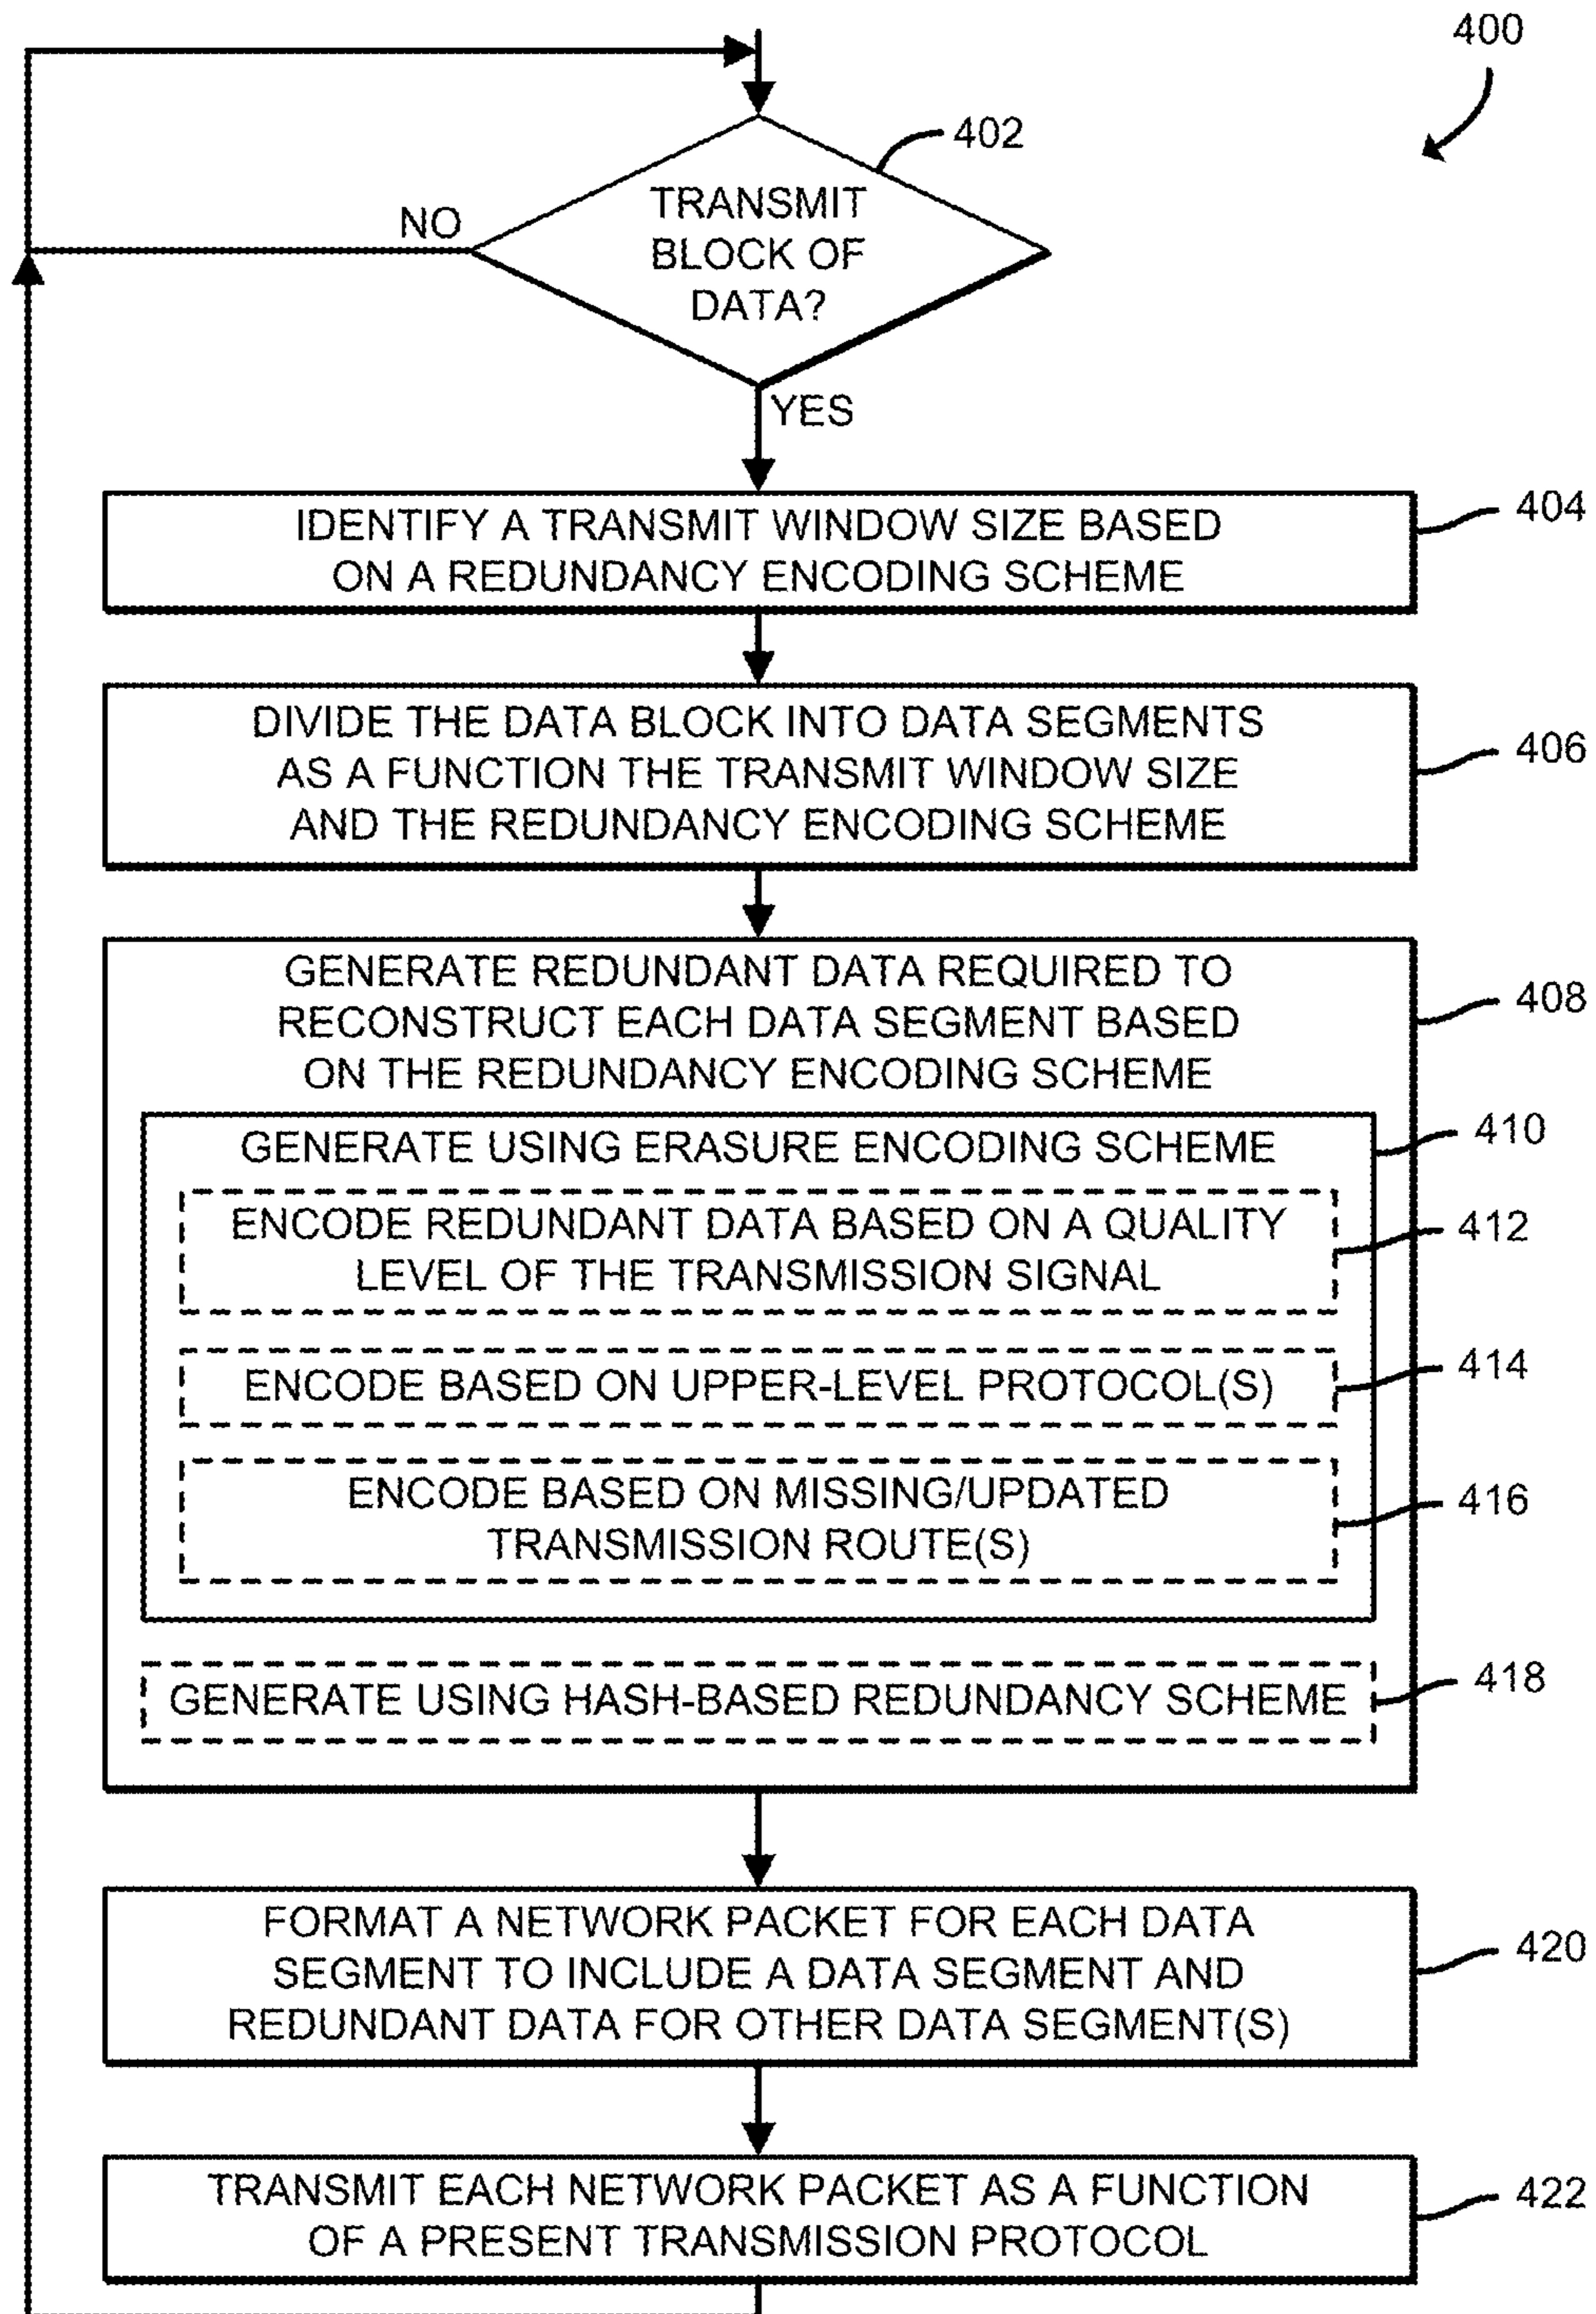 400
402
TRANSMIT
BLOCK OF
DATA?
NO
YES
IDENTIFY A TRANSMIT WINDOW SIZE BASED
ON A REDUNDANCY ENCODING SCHEME
404
DIVIDE THE DATA BLOCK INTO DATA SEGMENTS
AS A FUNCTION THE TRANSMIT WINDOW SIZE
AND THE REDUNDANCY ENCODING SCHEME
406
GENERATE REDUNDANT DATA REQUIRED TO
RECONSTRUCT EACH DATA SEGMENT BASED
ON THE REDUNDANCY ENCODING SCHEME
408
GENERATE USING ERASURE ENCODING SCHEME
410
ENCODE REDUNDANT DATA BASED ON A QUALITY
LEVEL OF THE TRANSMISSION SIGNAL
412
ENCODE BASED ON UPPER-LEVEL PROTOCOL(S)
414
ENCODE BASED ON MISSING/UPDATED
TRANSMISSION ROUTE(S)
416
GENERATE USING HASH-BASED REDUNDANCY SCHEME
418
FORMAT A NETWORK PACKET FOR EACH DATA
SEGMENT TO INCLUDE A DATA SEGMENT AND
REDUNDANT DATA FOR OTHER DATA SEGMENT(S)
420
TRANSMIT EACH NETWORK PACKET AS A FUNCTION
OF A PRESENT TRANSMISSION PROTOCOL
422